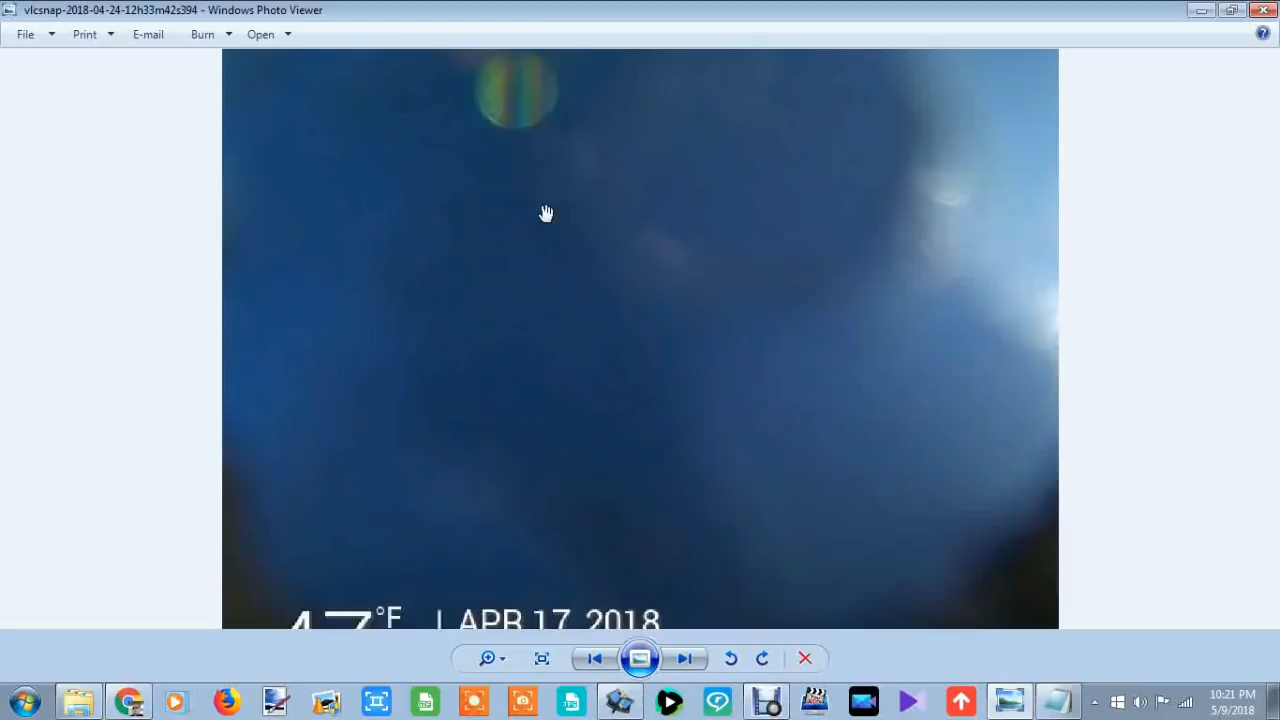 vlcsnap-2018-04-24-12h33m42s394 - Windows Photo Viewer
File Print E-mail Burn Open
47°F | APR 17, 2018
10:21 PM
5/9/2018